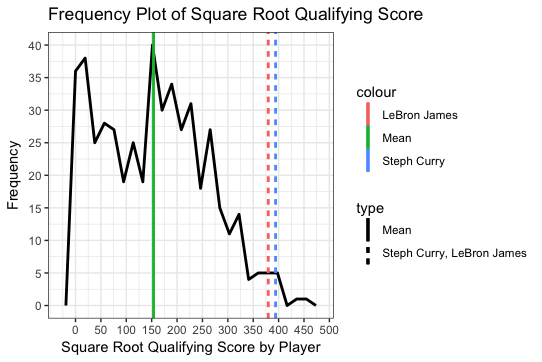 Frequency Plot of Square Root Qualifying Score
40
35
30
25
20
15
10
5
0
Frequency
0 50 100 150 200 250 300 350 400 450 500
Square Root Qualifying Score by Player
colour
LeBron James
Mean
Steph Curry
type
Mean
Steph Curry, LeBron James